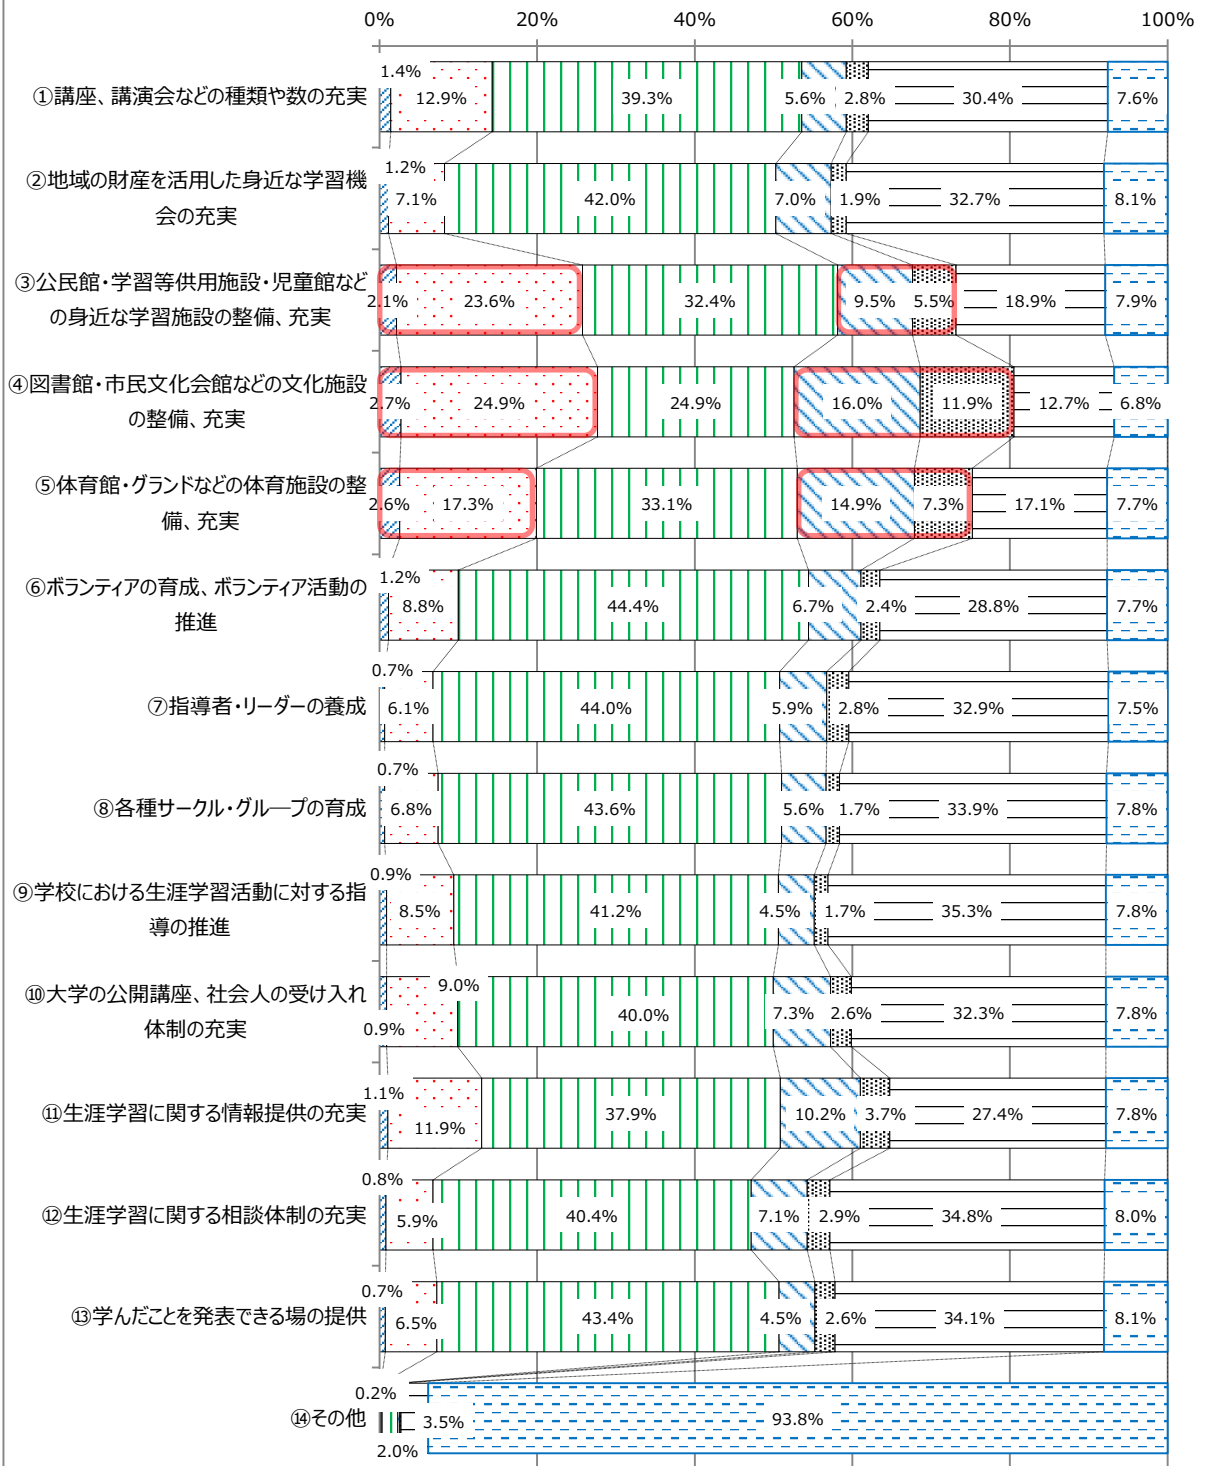 0% 20% 40% 60% 80% 100%
①講座、講演会などの種類や数の充実
1.4% 12.9% 39.3% 5.6% 2.8% 30.4% 7.6%
②地域の財産を活用した身近な学習機
会の充実
1.2% 7.1% 42.0% 7.0% 1.9% 32.7% 8.1%
③公民館・学習等供用施設・児童館など
の身近な学習施設の整備、充実
2.1% 23.6% 32.4% 9.5% 5.5% 18.9% 7.9%
④図書館・市民文化会館などの文化施設
の整備、充実
2.7% 24.9% 24.9% 16.0% 11.9% 12.7% 6.8%
⑤体育館・グランドなどの体育施設の整
備、充実
2.6% 17.3% 33.1% 14.9% 7.3% 17.1% 7.7%
⑥ボランティアの育成、ボランティア活動の
推進
1.2% 8.8% 44.4% 6.7% 2.4% 28.8% 7.7%
⑦指導者・リーダーの養成
0.7% 6.1% 44.0% 5.9% 2.8% 32.9% 7.5%
⑧各種サークル・グル―プの育成
0.7% 6.8% 43.6% 5.6% 1.7% 33.9% 7.8%
⑨学校における生涯学習活動に対する指
導の推進
0.9% 8.5% 41.2% 4.5% 1.7% 35.3% 7.8%
⑩大学の公開講座、社会人の受け入れ
体制の充実
0.9% 9.0% 40.0% 7.3% 2.6% 32.3% 7.8%
⑪生涯学習に関する情報提供の充実
1.1% 11.9% 37.9% 10.2% 3.7% 27.4% 7.8%
⑫生涯学習に関する相談体制の充実
0.8% 5.9% 40.4% 7.1% 2.9% 34.8% 8.0%
⑬学んだことを発表できる場の提供
0.7% 6.5% 43.4% 4.5% 2.6% 34.1% 8.1%
⑭その他
0.2% 2.0% 3.5% 93.8%